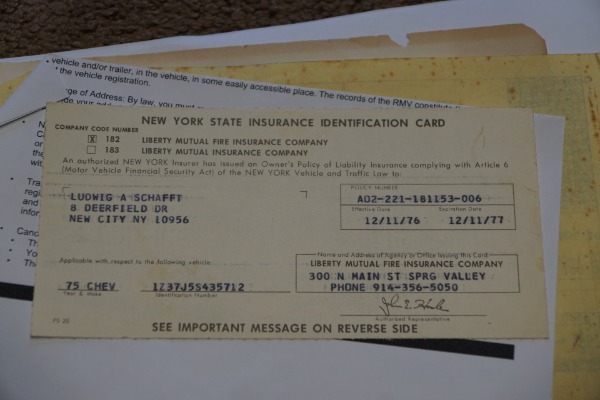 vehicle and/or trailer, in the vehicle, in some easily accessible place. The records of the RMV constitute
the vehicle registration.
ge of Address: By law, you must
NEW YORK STATE INSURANCE IDENTIFICATION CARD
COMPANY CODE NUMBER
X 182 LIBERTY MUTUAL FIRE INSURANCE COMPANY
183 LIBERTY MUTUAL INSURANCE COMPANY
An authorized NEW YORK Insurer has issued an Owner's Policy of Liability Insurance complying with Article 6
(Motor Vehicle Financial Security Act) of the NEW YORK Vehicle and Traffic Law to:
LUDWIG A SCHAFFT
8 DEERFIELD DR
NEW CITY NY 10956
POLICY NUMBER
AO2-221-181153-006
Effective Date Expiration Date
12/11/76 12/11/77
Applicable with respect to the following vehicle:
75 CHEV 1Z37J5S435712
Year & Make Identification Number
Name and Address of Agency or Office Issuing this Card
LIBERTY MUTUAL FIRE INSURANCE COMPANY
300 N MAIN ST SPRG VALLEY
PHONE 914-356-5050
Authorized Representative
SEE IMPORTANT MESSAGE ON REVERSE SIDE